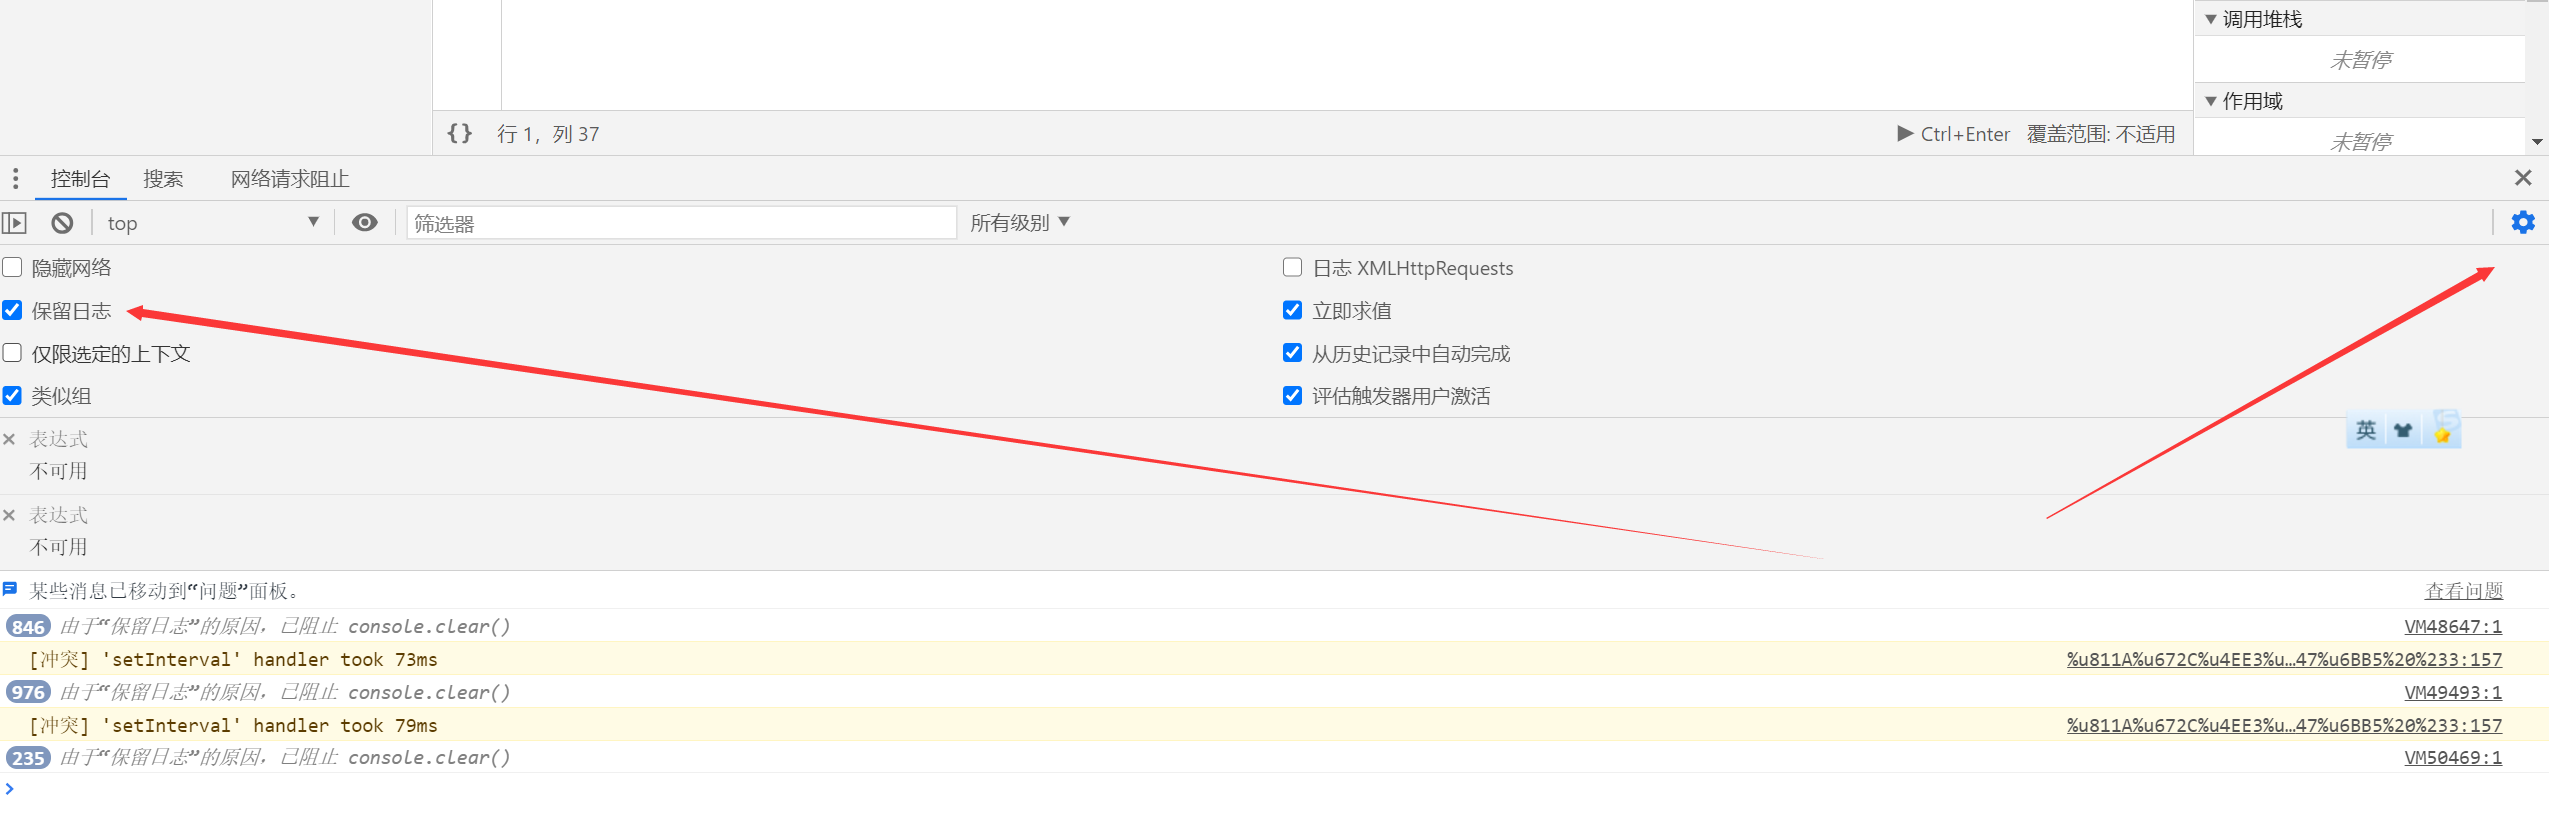 调用堆栈
未暂停
作用域
未暂停
{} 行 1，列 37
Ctrl+Enter 覆盖范围: 不适用
控制台 搜索 网络请求阻止
top 筛选器 所有级别
隐藏网络 日志 XMLHttpRequests
保留日志 立即求值
仅限选定的上下文 从历史记录中自动完成
类似组 评估触发器用户激活
英
表达式
不可用
表达式
不可用
某些消息已移动到“问题”面板。 查看问题
846 由于“保留日志”的原因，已阻止 console.clear() VM48647:1
[冲突] 'setInterval' handler took 73ms %u811A%u672C%u4EE3%u…47%u6BB5%20%233:157
976 由于“保留日志”的原因，已阻止 console.clear() VM49493:1
[冲突] 'setInterval' handler took 79ms %u811A%u672C%u4EE3%u…47%u6BB5%20%233:157
235 由于“保留日志”的原因，已阻止 console.clear() VM50469:1